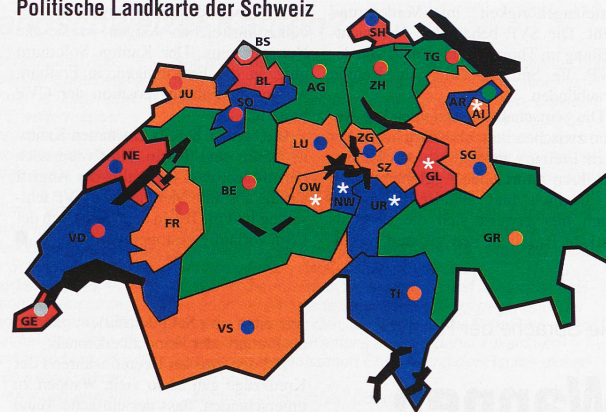 Politische Landkarte der Schweiz
SH
BS
TG
BL
JU
AG
ZH
SO
AR
AI
NE
LU
ZG
SZ
SG
GL
BE
OW
NW
UR
FR
VD
GR
TI
GE
VS